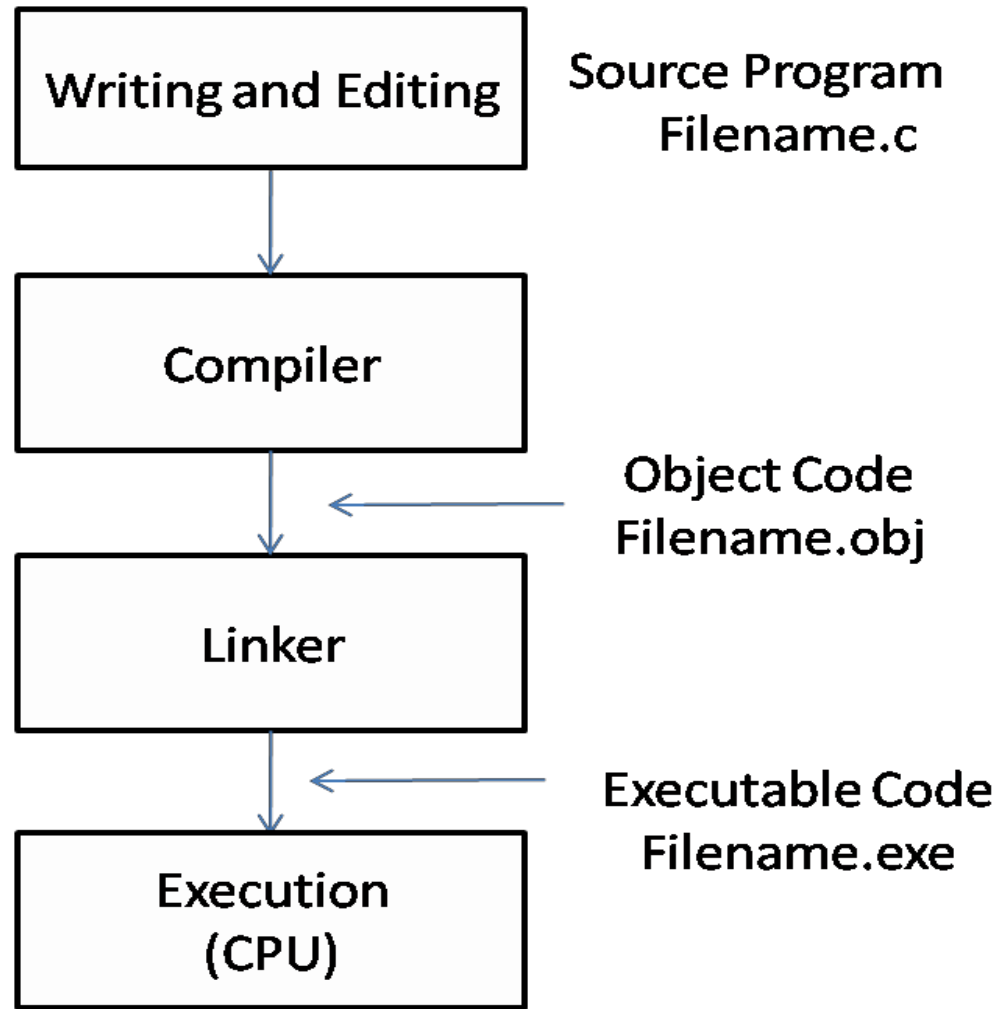 Writing and Editing
Source Program
Filename.c
Compiler
Object Code
Filename.obj
Linker
Executable Code
Filename.exe
Execution
(CPU)